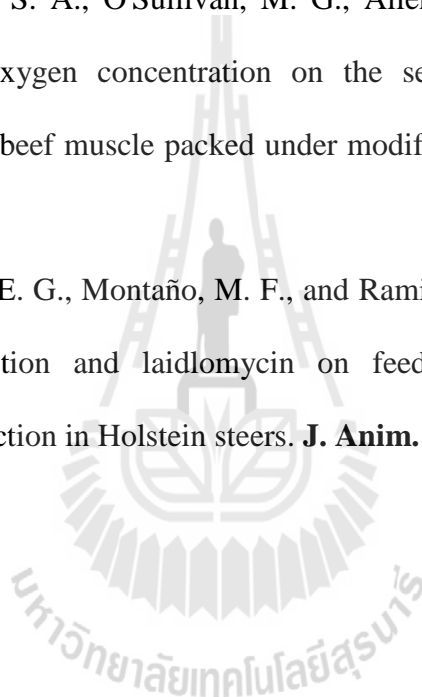 S. A., O'Sullivan, M. G., Aller
xygen concentration on the se
beef muscle packed under modif
E. G., Montaño, M. F., and Rami
tion and laidlomycin on feed
ction in Holstein steers. J. Anim.
มหาวิทยาลัยเทคโนโลยีสุรนารี